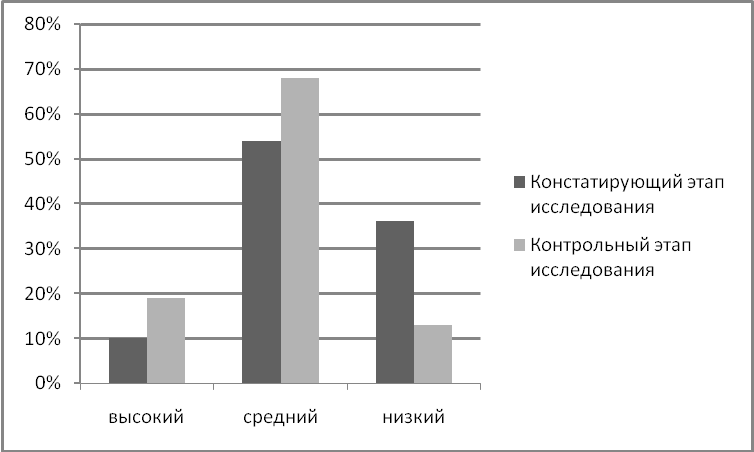 80%
70%
60%
50%
40%
30%
20%
10%
0%
высокий
средний
низкий
Констатирующий этап
исследования
Контрольный этап
исследования